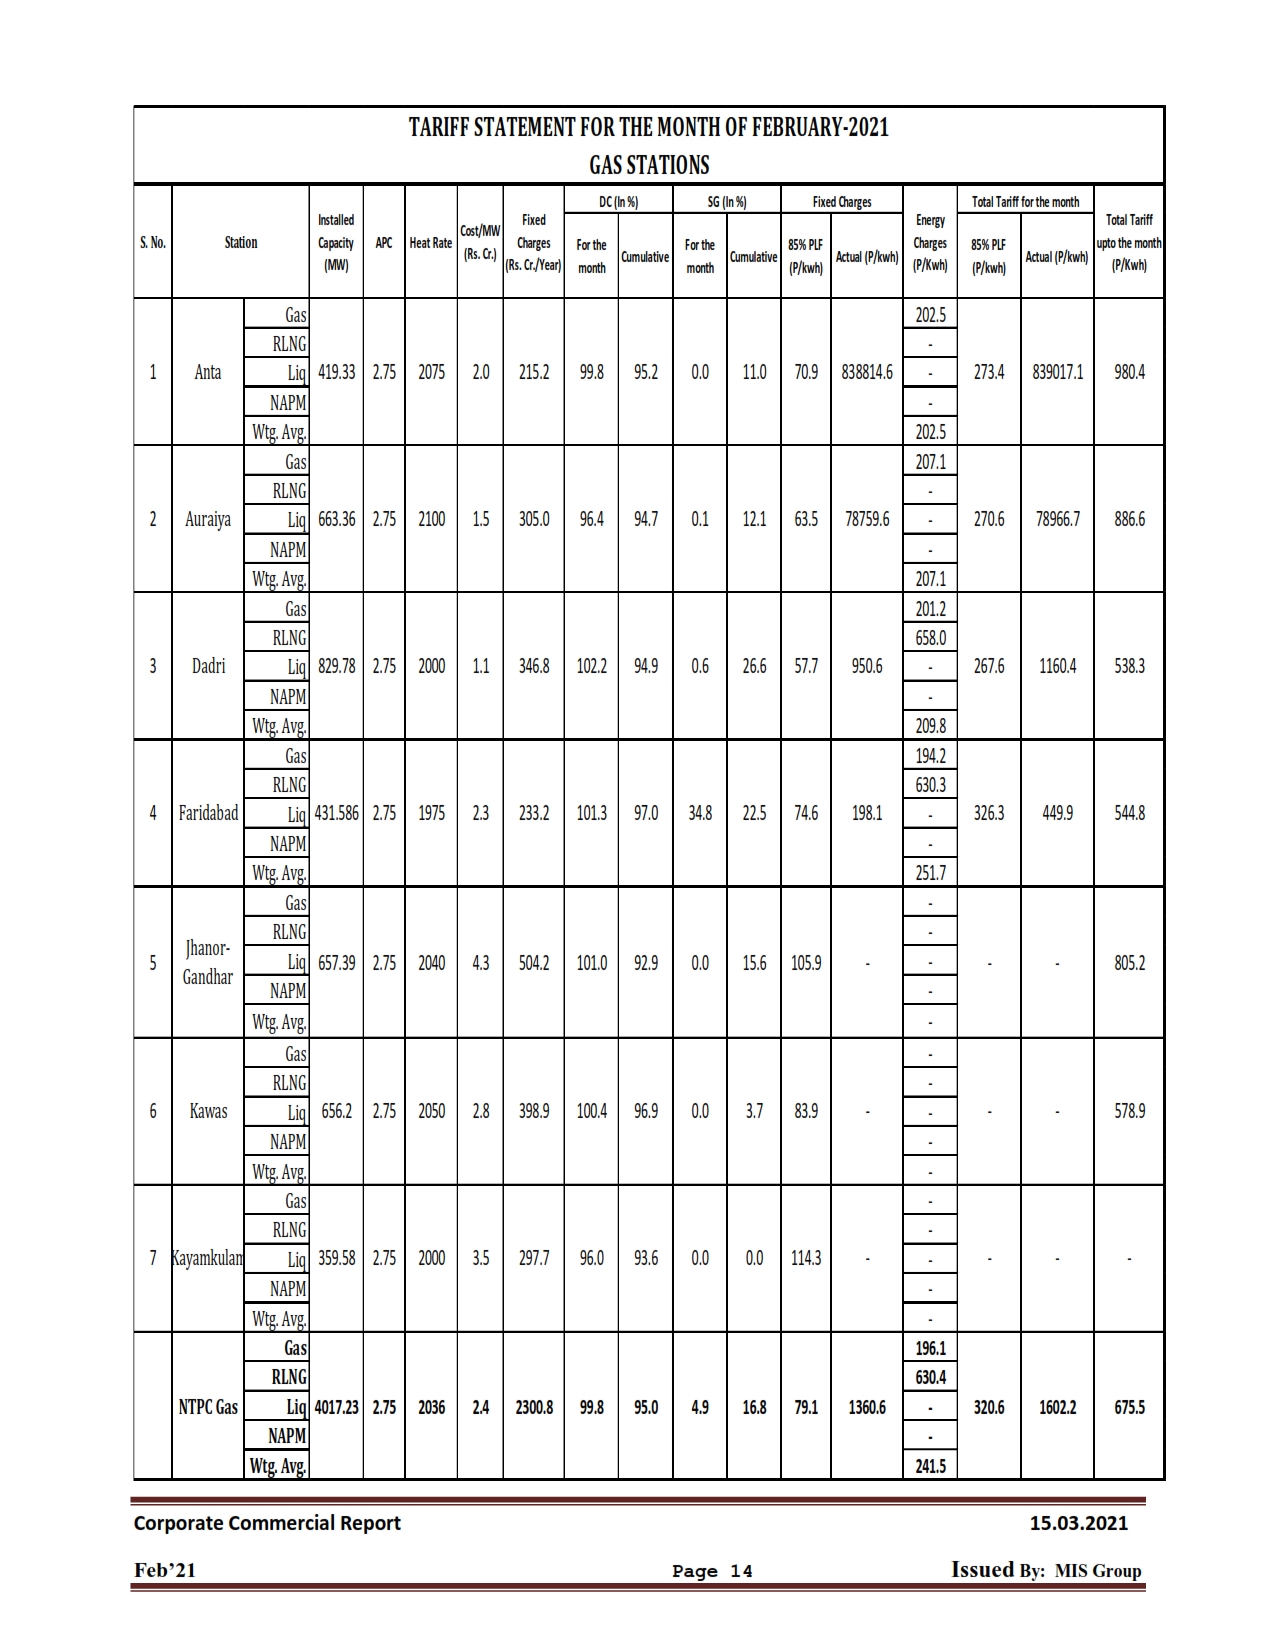 TARIFF STATEMENT FOR THE MONTH OF FEBRUARY-2021
GAS STATIONS
S. No. Station Installed Capacity (MW) APC Heat Rate Cost/MW (Rs. Cr.) Fixed Charges (Rs. Cr./Year) DC (In %) SG (In %) Fixed Charges Energy Charges (P/Kwh) Total Tariff for the month Total Tariff upto the month (P/Kwh)
For the month Cumulative For the month Cumulative 85% PLF (P/kwh) Actual (P/kwh) 85% PLF (P/kwh) Actual (P/kwh)
Gas 202.5
RLNG -
1 Anta Liq 419.33 2.75 2075 2.0 215.2 99.8 95.2 0.0 11.0 70.9 838814.6 - 273.4 839017.1 980.4
NAPM -
Wtg. Avg. 202.5
Gas 207.1
RLNG -
2 Auraiya Liq 663.36 2.75 2100 1.5 305.0 96.4 94.7 0.1 12.1 63.5 78759.6 - 270.6 78966.7 886.6
NAPM -
Wtg. Avg. 207.1
Gas 201.2
RLNG 658.0
3 Dadri Liq 829.78 2.75 2000 1.1 346.8 102.2 94.9 0.6 26.6 57.7 950.6 - 267.6 1160.4 538.3
NAPM -
Wtg. Avg. 209.8
Gas 194.2
RLNG 630.3
4 Faridabad Liq 431.586 2.75 1975 2.3 233.2 101.3 97.0 34.8 22.5 74.6 198.1 - 326.3 449.9 544.8
NAPM -
Wtg. Avg. 251.7
Gas -
RLNG -
5 Jhanor-Gandhar Liq 657.39 2.75 2040 4.3 504.2 101.0 92.9 0.0 15.6 105.9 - - - - 805.2
NAPM -
Wtg. Avg. -
Gas -
RLNG -
6 Kawas Liq 656.2 2.75 2050 2.8 398.9 100.4 96.9 0.0 3.7 83.9 - - - - 578.9
NAPM -
Wtg. Avg. -
Gas -
RLNG -
7 Kayamkulam Liq 359.58 2.75 2000 3.5 297.7 96.0 93.6 0.0 0.0 114.3 - - - - -
NAPM -
Wtg. Avg. -
Gas 196.1
RLNG 630.4
NTPC Gas Liq 4017.23 2.75 2036 2.4 2300.8 99.8 95.0 4.9 16.8 79.1 1360.6 - 320.6 1602.2 675.5
NAPM -
Wtg. Avg. 241.5
Corporate Commercial Report 15.03.2021
Feb’21 Page 14 Issued By: MIS Group